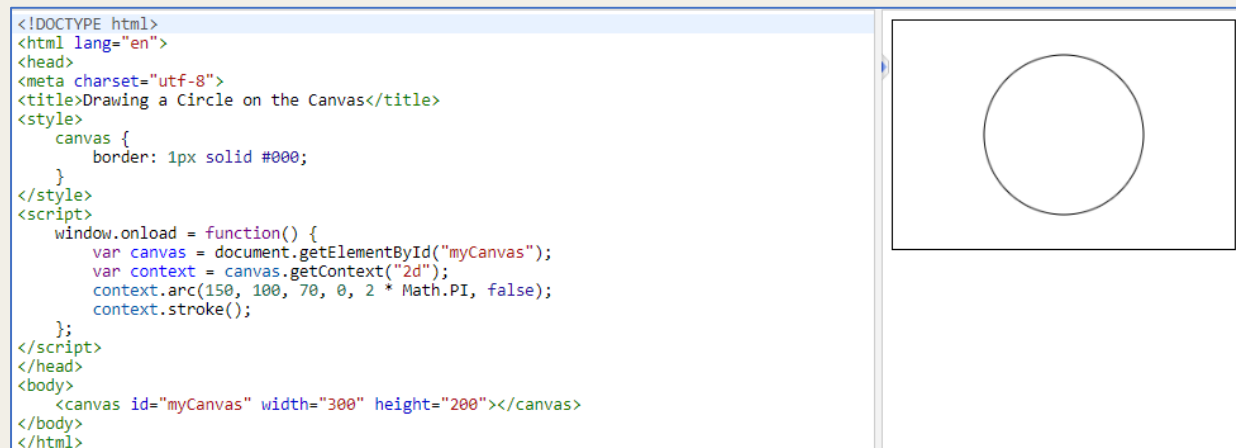 <!DOCTYPE html>
<html lang="en">
<head>
<meta charset="utf-8">
<title>Drawing a Circle on the Canvas</title>
<style>
    canvas {
        border: 1px solid #000;
    }
</style>
<script>
    window.onload = function() {
        var canvas = document.getElementById("myCanvas");
        var context = canvas.getContext("2d");
        context.arc(150, 100, 70, 0, 2 * Math.PI, false);
        context.stroke();
    };
</script>
</head>
<body>
    <canvas id="myCanvas" width="300" height="200"></canvas>
</body>
</html>